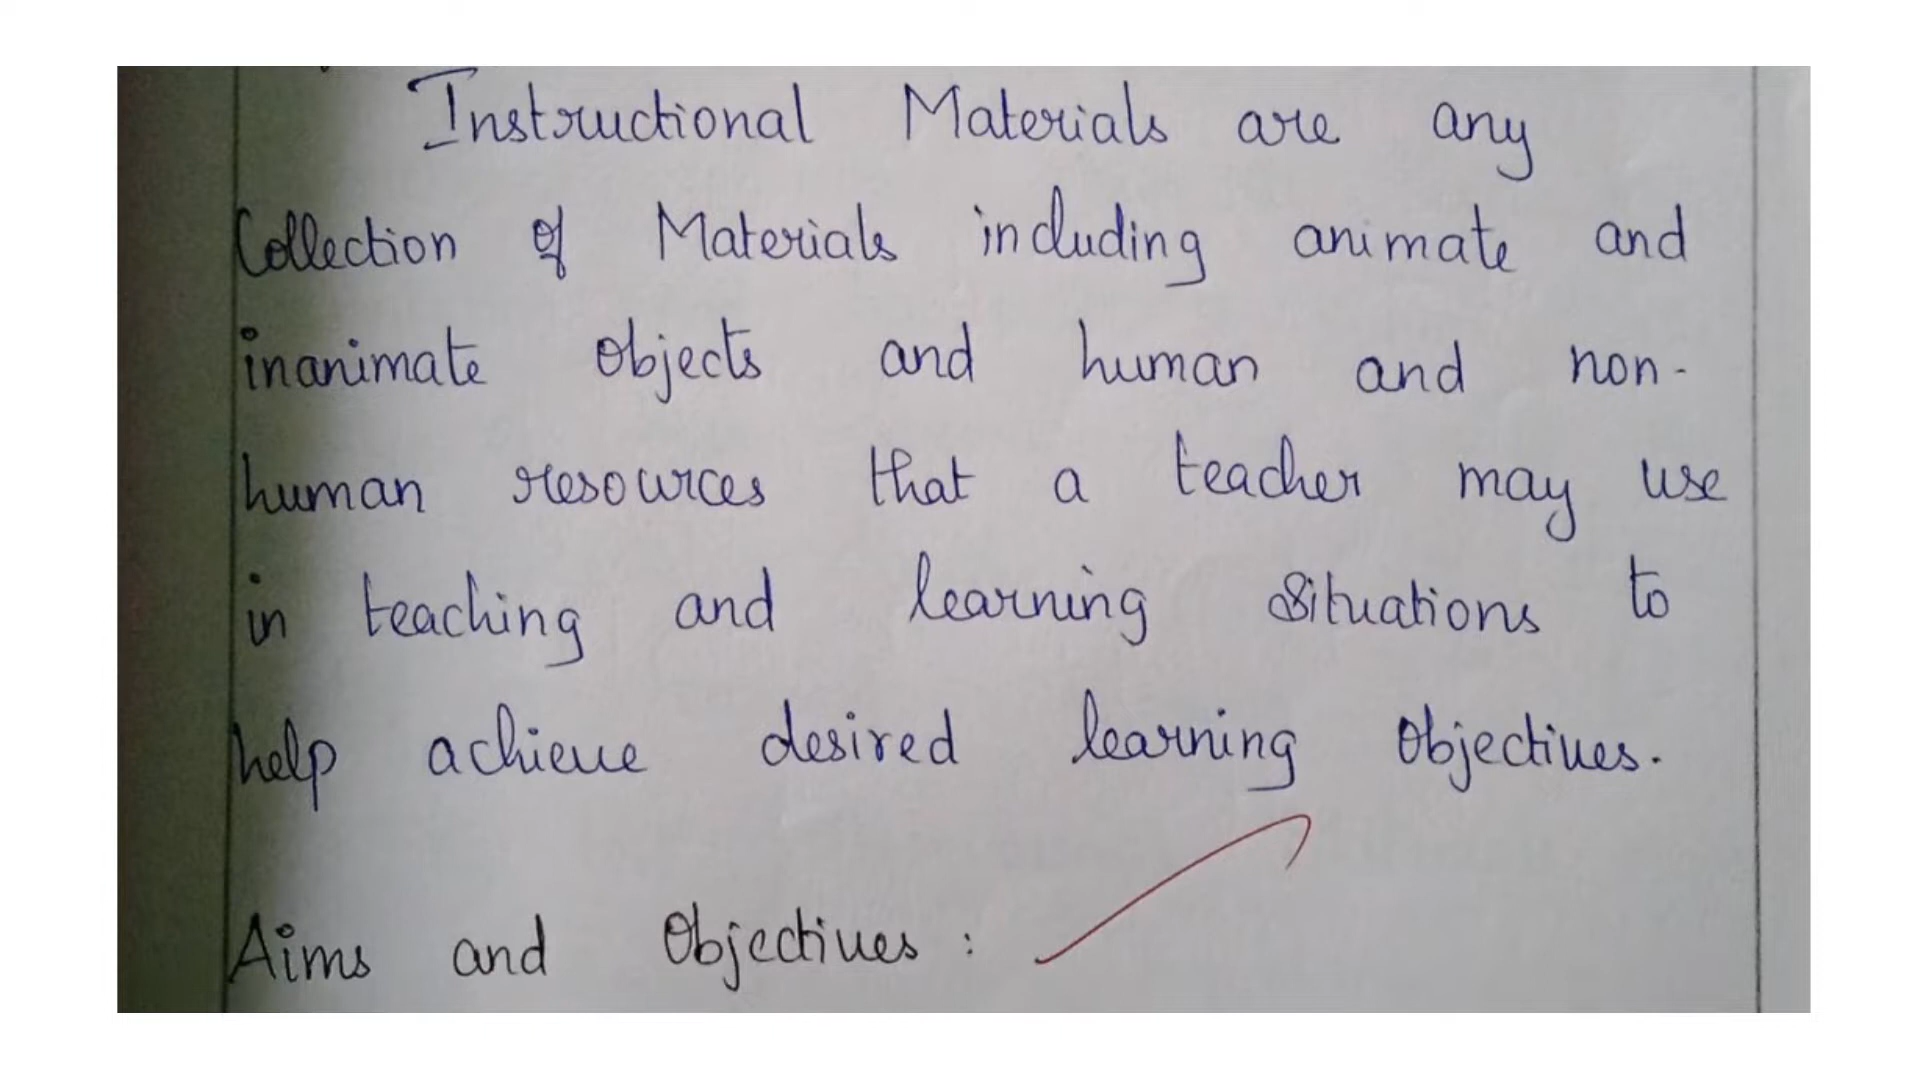 Instructional Materials are any
Collection of Materials including animate and
inanimate objects and human and non-
human resources that a teacher may use
in teaching and learning situations to
help achieve desired learning objectives.
Aims and Objectives :